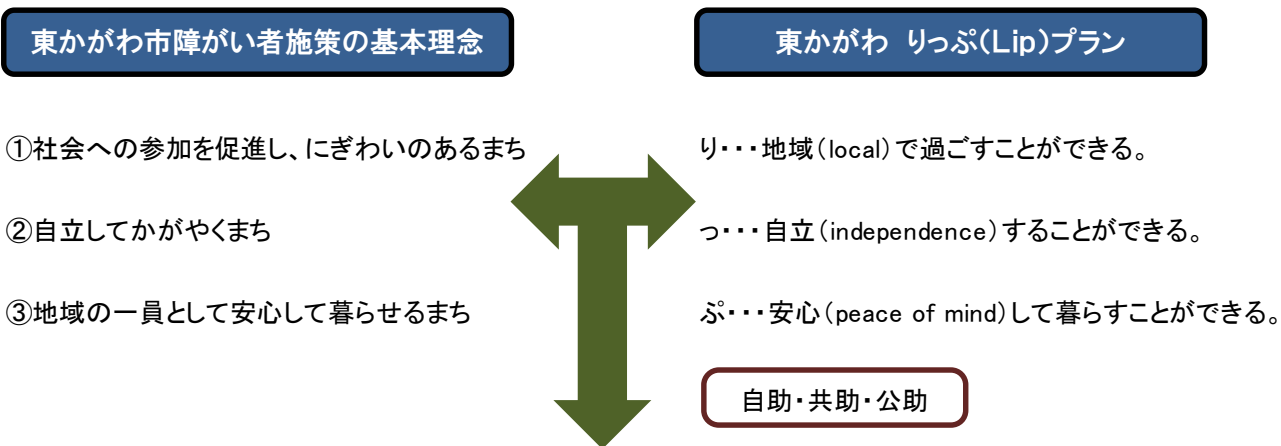 東かがわ市障がい者施策の基本理念
①社会への参加を促進し、にぎわいのあるまち
②自立してかがやくまち
③地域の一員として安心して暮らせるまち
東かがわ りっぷ(Lip)プラン
り・・・地域(local)で過ごすことができる。
っ・・・自立(independence)することができる。
ぷ・・・安心(peace of mind)して暮らすことができる。
自助・共助・公助